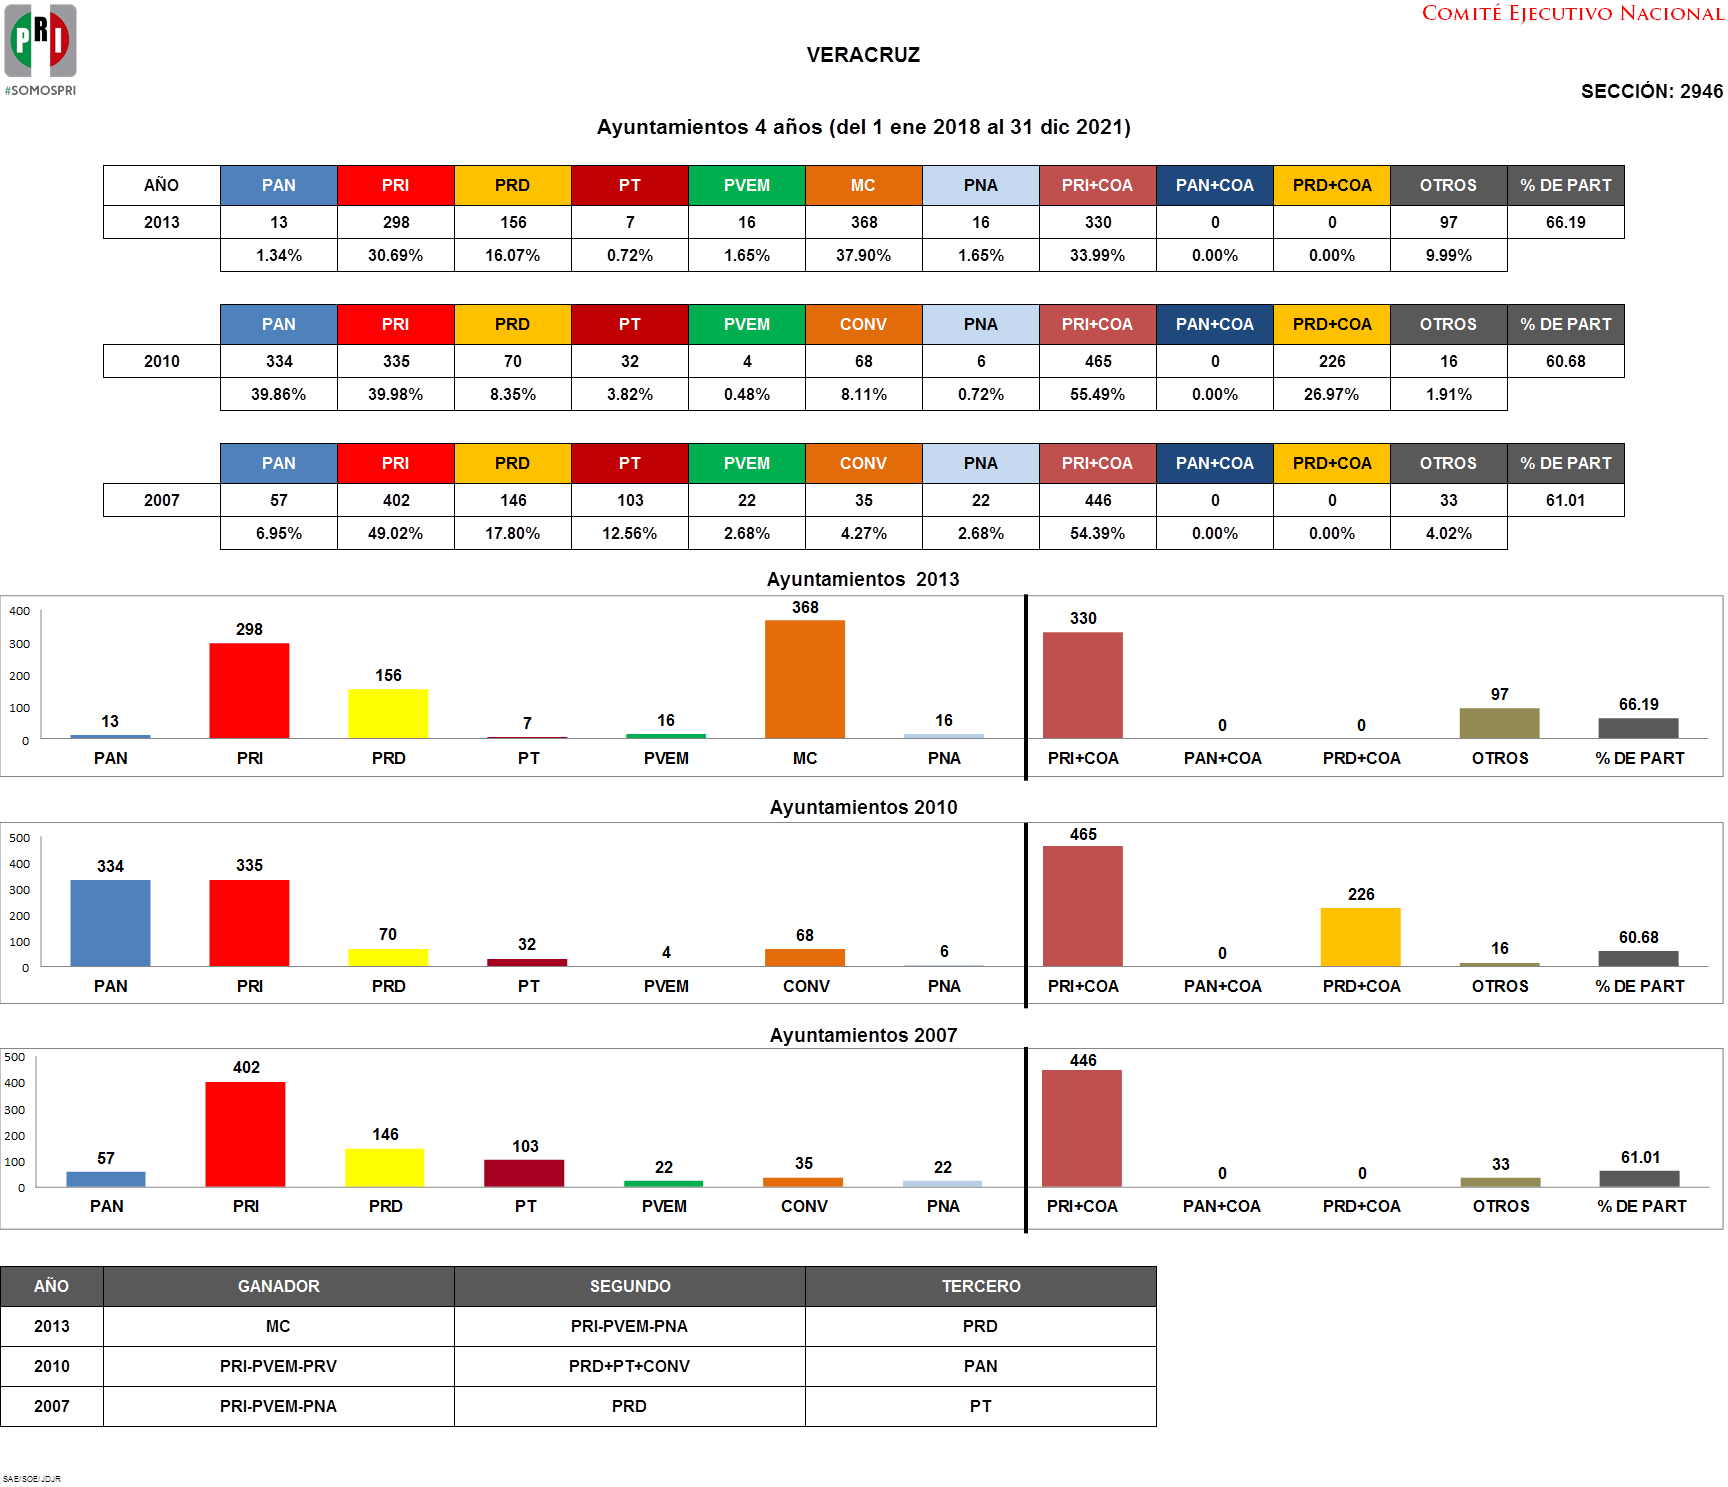 COMITÉ EJECUTIVO NACIONAL
PRI
#SOMOSPRI
VERACRUZ
SECCIÓN: 2946
Ayuntamientos 4 años (del 1 ene 2018 al 31 dic 2021)
AÑO PAN PRI PRD PT PVEM MC PNA PRI+COA PAN+COA PRD+COA OTROS % DE PART
2013 13 298 156 7 16 368 16 330 0 0 97 66.19
1.34% 30.69% 16.07% 0.72% 1.65% 37.90% 1.65% 33.99% 0.00% 0.00% 9.99%
PAN PRI PRD PT PVEM CONV PNA PRI+COA PAN+COA PRD+COA OTROS % DE PART
2010 334 335 70 32 4 68 6 465 0 226 16 60.68
39.86% 39.98% 8.35% 3.82% 0.48% 8.11% 0.72% 55.49% 0.00% 26.97% 1.91%
PAN PRI PRD PT PVEM CONV PNA PRI+COA PAN+COA PRD+COA OTROS % DE PART
2007 57 402 146 103 22 35 22 446 0 0 33 61.01
6.95% 49.02% 17.80% 12.56% 2.68% 4.27% 2.68% 54.39% 0.00% 0.00% 4.02%
Ayuntamientos 2013
400
300
200
100
0
13 298 156 7 16 368 16 330 0 0 97 66.19
PAN PRI PRD PT PVEM MC PNA PRI+COA PAN+COA PRD+COA OTROS % DE PART
Ayuntamientos 2010
500
400
300
200
100
0
334 335 70 32 4 68 6 465 0 226 16 60.68
PAN PRI PRD PT PVEM CONV PNA PRI+COA PAN+COA PRD+COA OTROS % DE PART
Ayuntamientos 2007
500
400
300
200
100
0
57 402 146 103 22 35 22 446 0 0 33 61.01
PAN PRI PRD PT PVEM CONV PNA PRI+COA PAN+COA PRD+COA OTROS % DE PART
AÑO GANADOR SEGUNDO TERCERO
2013 MC PRI-PVEM-PNA PRD
2010 PRI-PVEM-PRV PRD+PT+CONV PAN
2007 PRI-PVEM-PNA PRD PT
SAE/SOE/JDJR